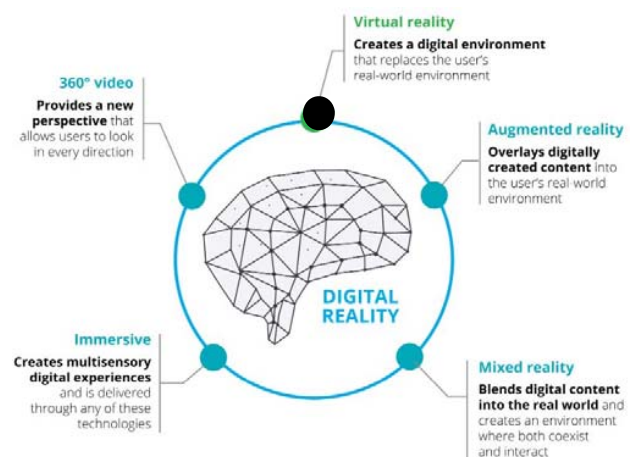 Virtual reality
Creates a digital environment
that replaces the user's
real-world environment
360° video
Provides a new
perspective that
allows users to look
in every direction
Augmented reality
Overlays digitally
created content into
the user's real-world
environment
DIGITAL
REALITY
Immersive
Creates multisensory
digital experiences
and is delivered
through any of these
technologies
Mixed reality
Blends digital content
into the real world and
creates an environment
where both coexist
and interact